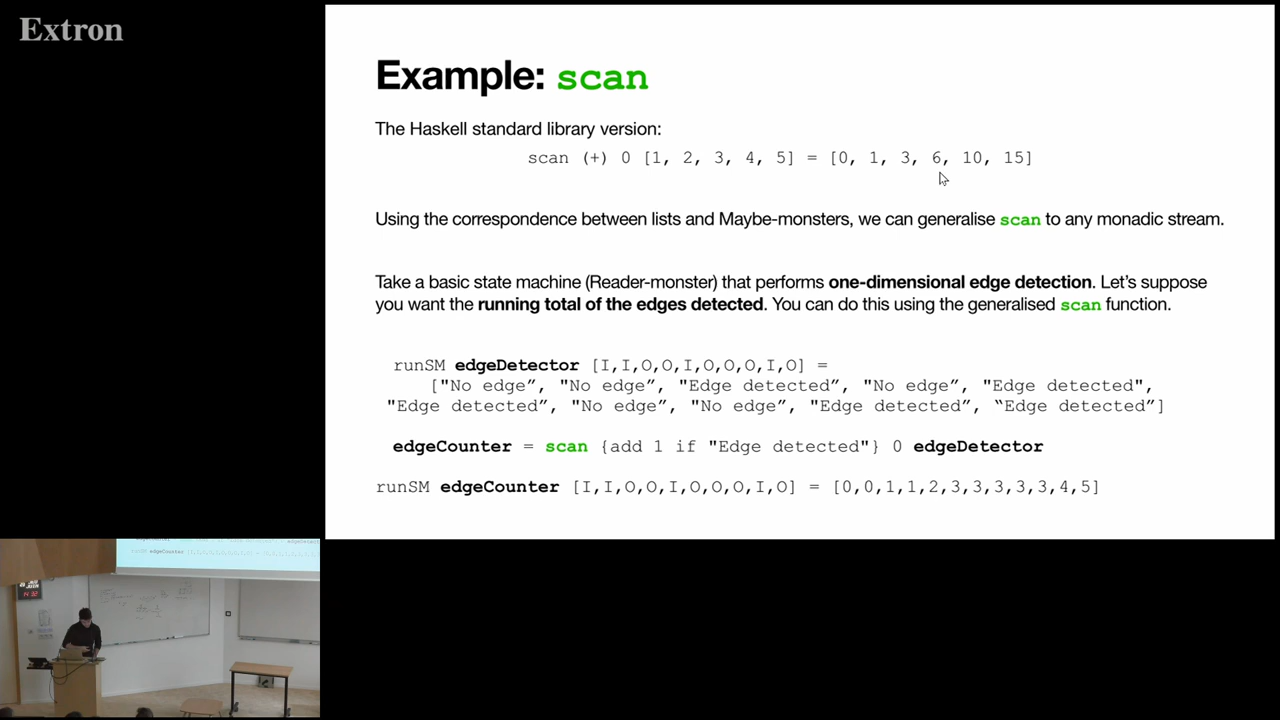 Extron
Example: scan
The Haskell standard library version:
scan (+) 0 [1, 2, 3, 4, 5] = [0, 1, 3, 6, 10, 15]
Using the correspondence between lists and Maybe-monsters, we can generalise scan to any monadic stream.
Take a basic state machine (Reader-monster) that performs one-dimensional edge detection. Let's suppose
you want the running total of the edges detected. You can do this using the generalised scan function.
runSM edgeDetector [I,I,O,O,I,O,O,O,I,O] =
["No edge”, "No edge”, "Edge detected”, "No edge”, "Edge detected",
"Edge detected”, "No edge”, "No edge”, "Edge detected”, “Edge detected”]
edgeCounter = scan {add 1 if "Edge detected"} 0 edgeDetector
runSM edgeCounter [I,I,O,O,I,O,O,O,I,O] = [0,0,1,1,2,3,3,3,3,3,4,5]